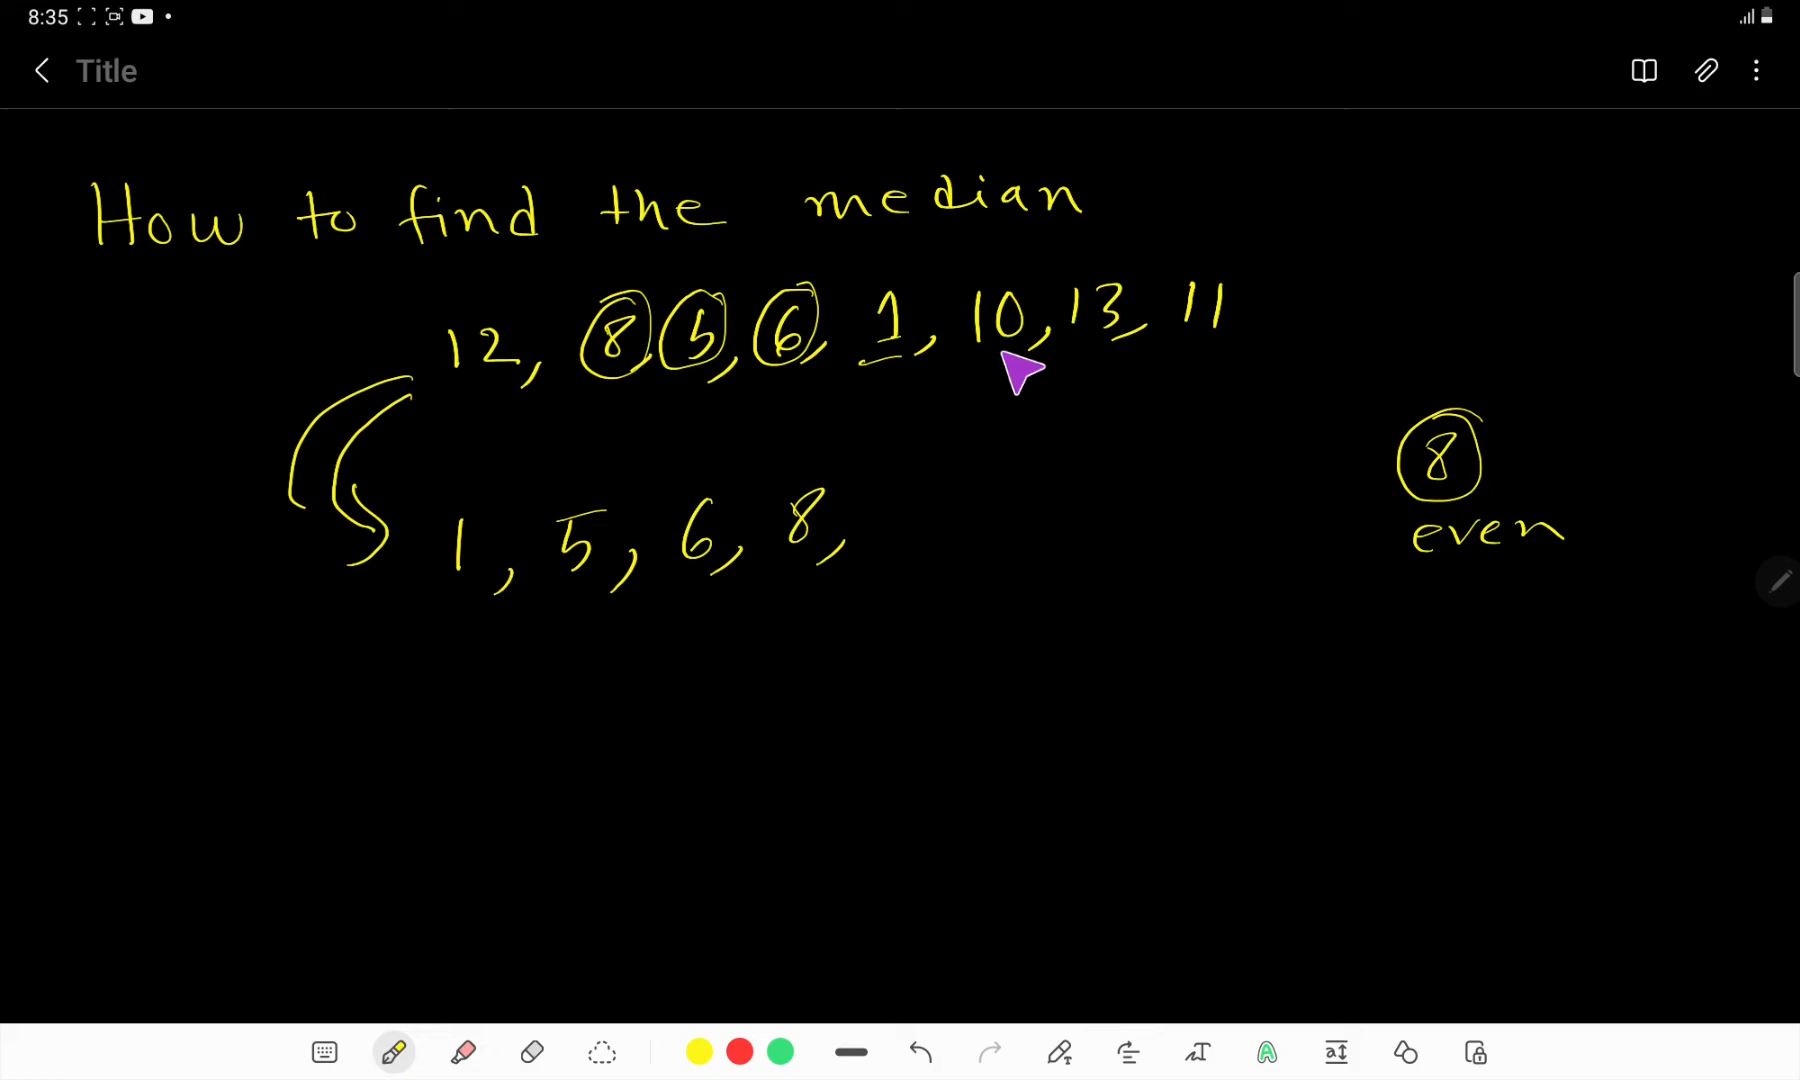 8:35
Title
How to find the median
12, 8, 5, 6, 1, 10, 13, 11
8
even
1, 5, 6, 8,